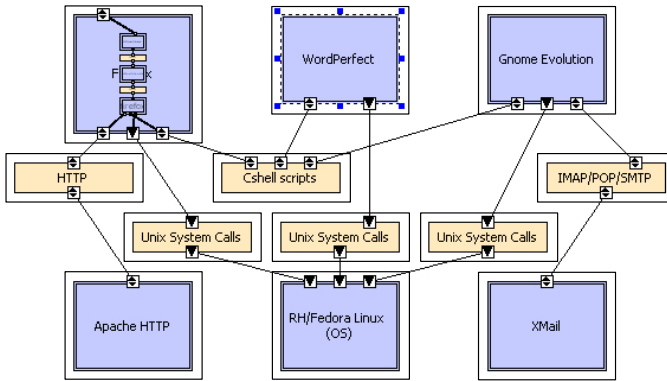 WordPerfect
Gnome Evolution
HTTP
Cshell scripts
IMAP/POP/SMTP
Unix System Calls
Unix System Calls
Unix System Calls
Apache HTTP
RH/Fedora Linux
(OS)
XMail